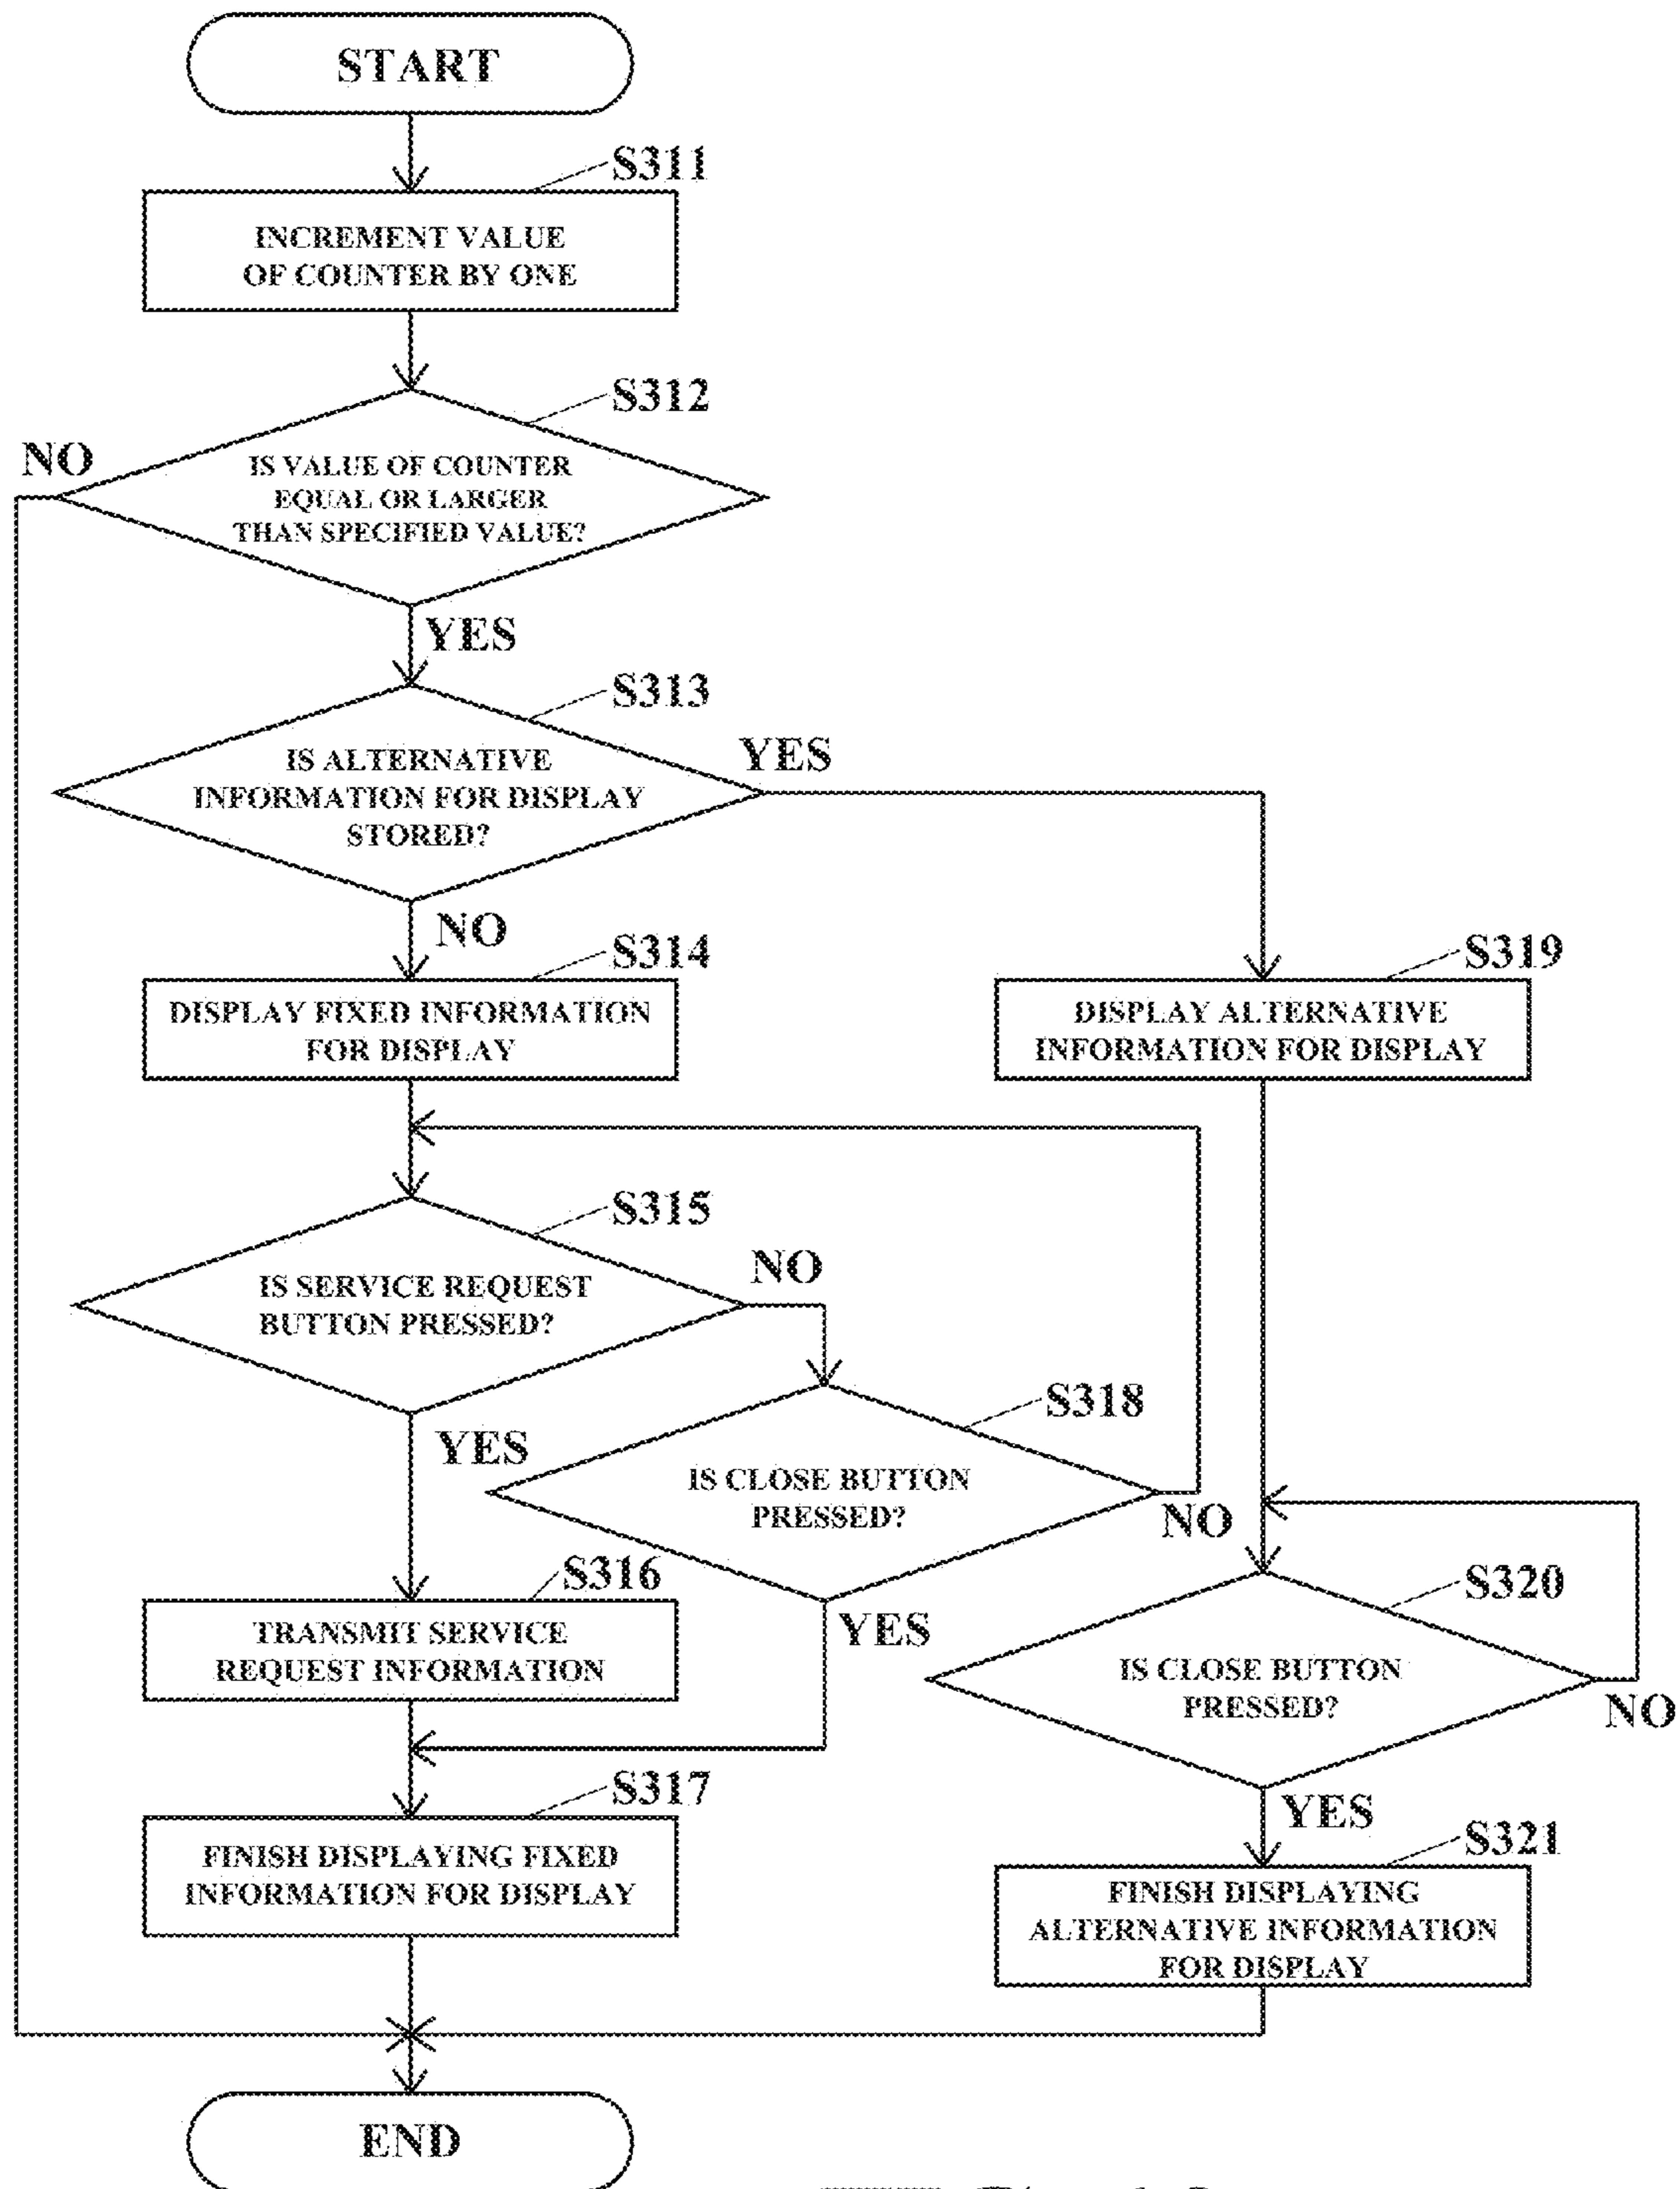 START
S311
INCREMENT VALUE
OF COUNTER BY ONE
S312
NO
IS VALUE OF COUNTER
EQUAL OR LARGER
THAN SPECIFIED VALUE?
YES
S313
IS ALTERNATIVE
INFORMATION FOR DISPLAY
STORED?
YES
NO
S314
DISPLAY FIXED INFORMATION
FOR DISPLAY
S319
DISPLAY ALTERNATIVE
INFORMATION FOR DISPLAY
S315
IS SERVICE REQUEST
BUTTON PRESSED?
NO
YES
S318
IS CLOSE BUTTON
PRESSED?
NO
YES
S316
TRANSMIT SERVICE
REQUEST INFORMATION
S320
IS CLOSE BUTTON
PRESSED?
NO
YES
S317
FINISH DISPLAYING FIXED
INFORMATION FOR DISPLAY
S321
FINISH DISPLAYING
ALTERNATIVE INFORMATION
FOR DISPLAY
END